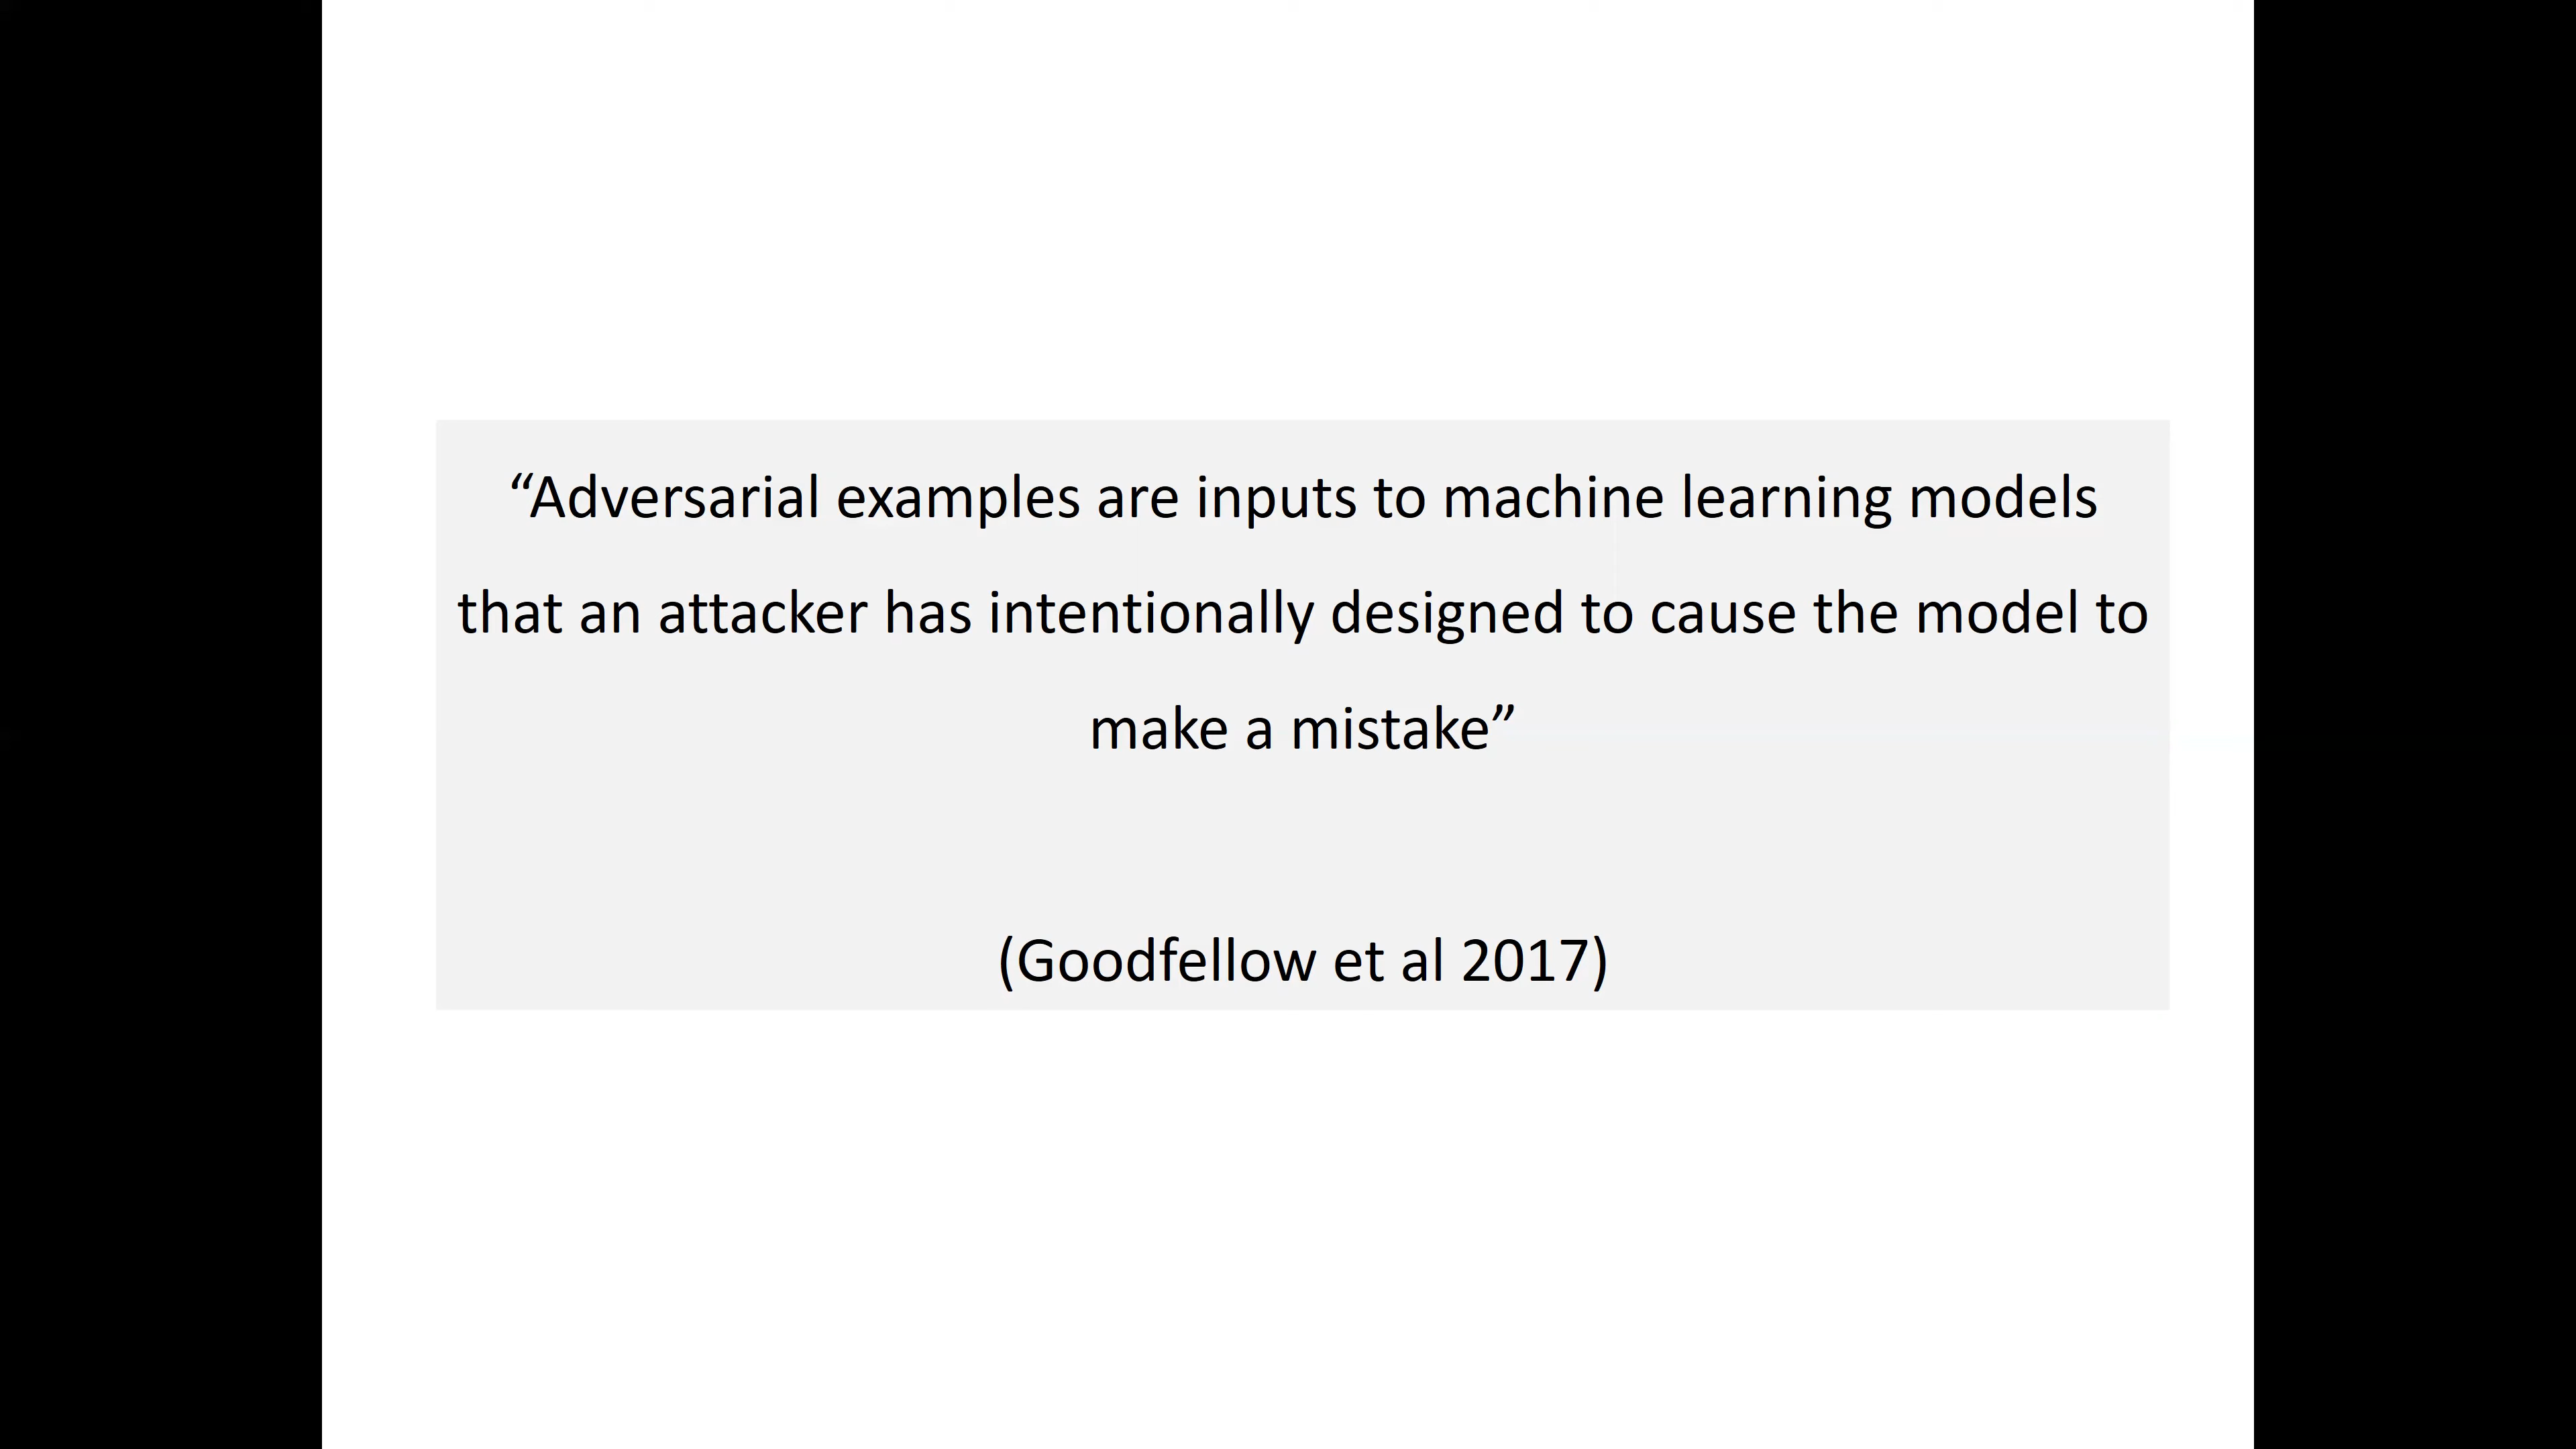 “Adversarial examples are inputs to machine learning models
that an attacker has intentionally designed to cause the model to
make a mistake”
(Goodfellow et al 2017)